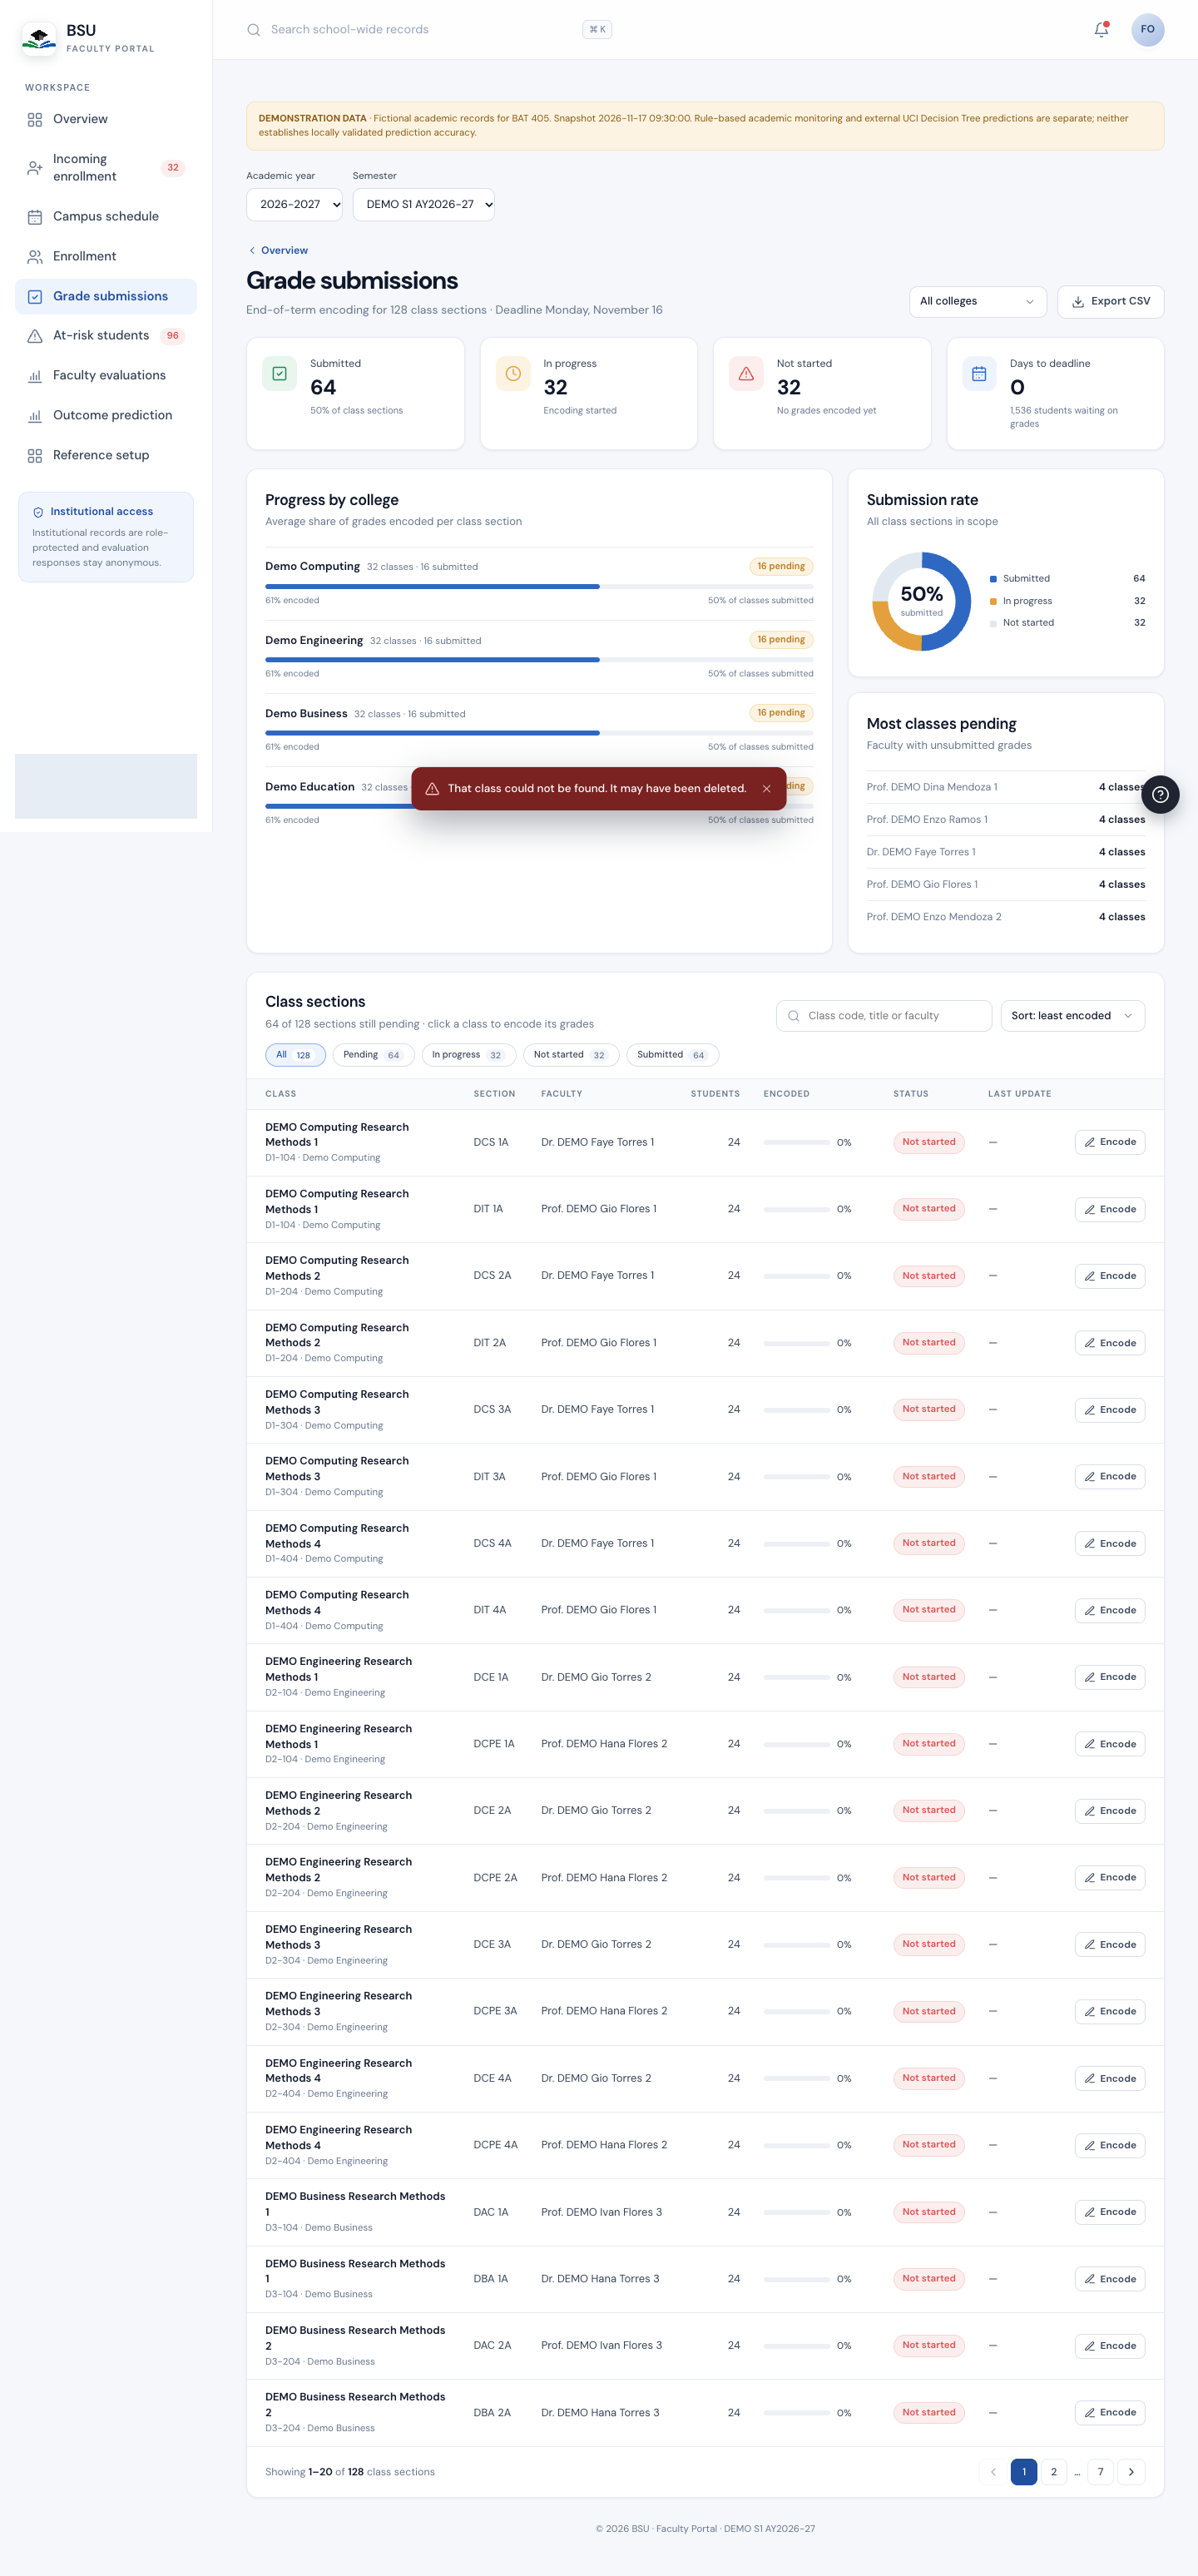 BSU
FACULTY PORTAL
Search school-wide records
⌘ K
FO
WORKSPACE
Overview
Incoming
enrollment
32
Campus schedule
Enrollment
Grade submissions
At-risk students
96
Faculty evaluations
Outcome prediction
Reference setup
Institutional access
Institutional records are role-
protected and evaluation
responses stay anonymous.
DEMONSTRATION DATA · Fictional academic records for BAT 405. Snapshot 2026-11-17 09:30:00. Rule-based academic monitoring and external UCI Decision Tree predictions are separate; neither
establishes locally validated prediction accuracy.
Academic year
Semester
2026-2027
DEMO S1 AY2026-27
Overview
Grade submissions
End-of-term encoding for 128 class sections · Deadline Monday, November 16
All colleges
Export CSV
Submitted
64
50% of class sections
In progress
32
Encoding started
Not started
32
No grades encoded yet
Days to deadline
0
1,536 students waiting on
grades
Progress by college
Average share of grades encoded per class section
Demo Computing 32 classes · 16 submitted
16 pending
61% encoded
50% of classes submitted
Demo Engineering 32 classes · 16 submitted
16 pending
61% encoded
50% of classes submitted
Demo Business 32 classes · 16 submitted
16 pending
61% encoded
50% of classes submitted
Demo Education 32 classes
61% encoded
50% of classes submitted
That class could not be found. It may have been deleted.
Submission rate
All class sections in scope
50%
submitted
Submitted 64
In progress 32
Not started 32
Most classes pending
Faculty with unsubmitted grades
Prof. DEMO Dina Mendoza 1 4 classes
Prof. DEMO Enzo Ramos 1 4 classes
Dr. DEMO Faye Torres 1 4 classes
Prof. DEMO Gio Flores 1 4 classes
Prof. DEMO Enzo Mendoza 2 4 classes
Class sections
64 of 128 sections still pending · click a class to encode its grades
Class code, title or faculty
Sort: least encoded
All 128
Pending 64
In progress 32
Not started 32
Submitted 64
CLASS SECTION FACULTY STUDENTS ENCODED STATUS LAST UPDATE
DEMO Computing Research
Methods 1
D1-104 · Demo Computing
DCS 1A Dr. DEMO Faye Torres 1 24 0% Not started — Encode
DEMO Computing Research
Methods 1
D1-104 · Demo Computing
DIT 1A Prof. DEMO Gio Flores 1 24 0% Not started — Encode
DEMO Computing Research
Methods 2
D1-204 · Demo Computing
DCS 2A Dr. DEMO Faye Torres 1 24 0% Not started — Encode
DEMO Computing Research
Methods 2
D1-204 · Demo Computing
DIT 2A Prof. DEMO Gio Flores 1 24 0% Not started — Encode
DEMO Computing Research
Methods 3
D1-304 · Demo Computing
DCS 3A Dr. DEMO Faye Torres 1 24 0% Not started — Encode
DEMO Computing Research
Methods 3
D1-304 · Demo Computing
DIT 3A Prof. DEMO Gio Flores 1 24 0% Not started — Encode
DEMO Computing Research
Methods 4
D1-404 · Demo Computing
DCS 4A Dr. DEMO Faye Torres 1 24 0% Not started — Encode
DEMO Computing Research
Methods 4
D1-404 · Demo Computing
DIT 4A Prof. DEMO Gio Flores 1 24 0% Not started — Encode
DEMO Engineering Research
Methods 1
D2-104 · Demo Engineering
DCE 1A Dr. DEMO Gio Torres 2 24 0% Not started — Encode
DEMO Engineering Research
Methods 1
D2-104 · Demo Engineering
DCPE 1A Prof. DEMO Hana Flores 2 24 0% Not started — Encode
DEMO Engineering Research
Methods 2
D2-204 · Demo Engineering
DCE 2A Dr. DEMO Gio Torres 2 24 0% Not started — Encode
DEMO Engineering Research
Methods 2
D2-204 · Demo Engineering
DCPE 2A Prof. DEMO Hana Flores 2 24 0% Not started — Encode
DEMO Engineering Research
Methods 3
D2-304 · Demo Engineering
DCE 3A Dr. DEMO Gio Torres 2 24 0% Not started — Encode
DEMO Engineering Research
Methods 3
D2-304 · Demo Engineering
DCPE 3A Prof. DEMO Hana Flores 2 24 0% Not started — Encode
DEMO Engineering Research
Methods 4
D2-404 · Demo Engineering
DCE 4A Dr. DEMO Gio Torres 2 24 0% Not started — Encode
DEMO Engineering Research
Methods 4
D2-404 · Demo Engineering
DCPE 4A Prof. DEMO Hana Flores 2 24 0% Not started — Encode
DEMO Business Research Methods
1
D3-104 · Demo Business
DAC 1A Prof. DEMO Ivan Flores 3 24 0% Not started — Encode
DEMO Business Research Methods
1
D3-104 · Demo Business
DBA 1A Dr. DEMO Hana Torres 3 24 0% Not started — Encode
DEMO Business Research Methods
2
D3-204 · Demo Business
DAC 2A Prof. DEMO Ivan Flores 3 24 0% Not started — Encode
DEMO Business Research Methods
2
D3-204 · Demo Business
DBA 2A Dr. DEMO Hana Torres 3 24 0% Not started — Encode
Showing 1–20 of 128 class sections
1 2 … 7
© 2026 BSU · Faculty Portal · DEMO S1 AY2026-27